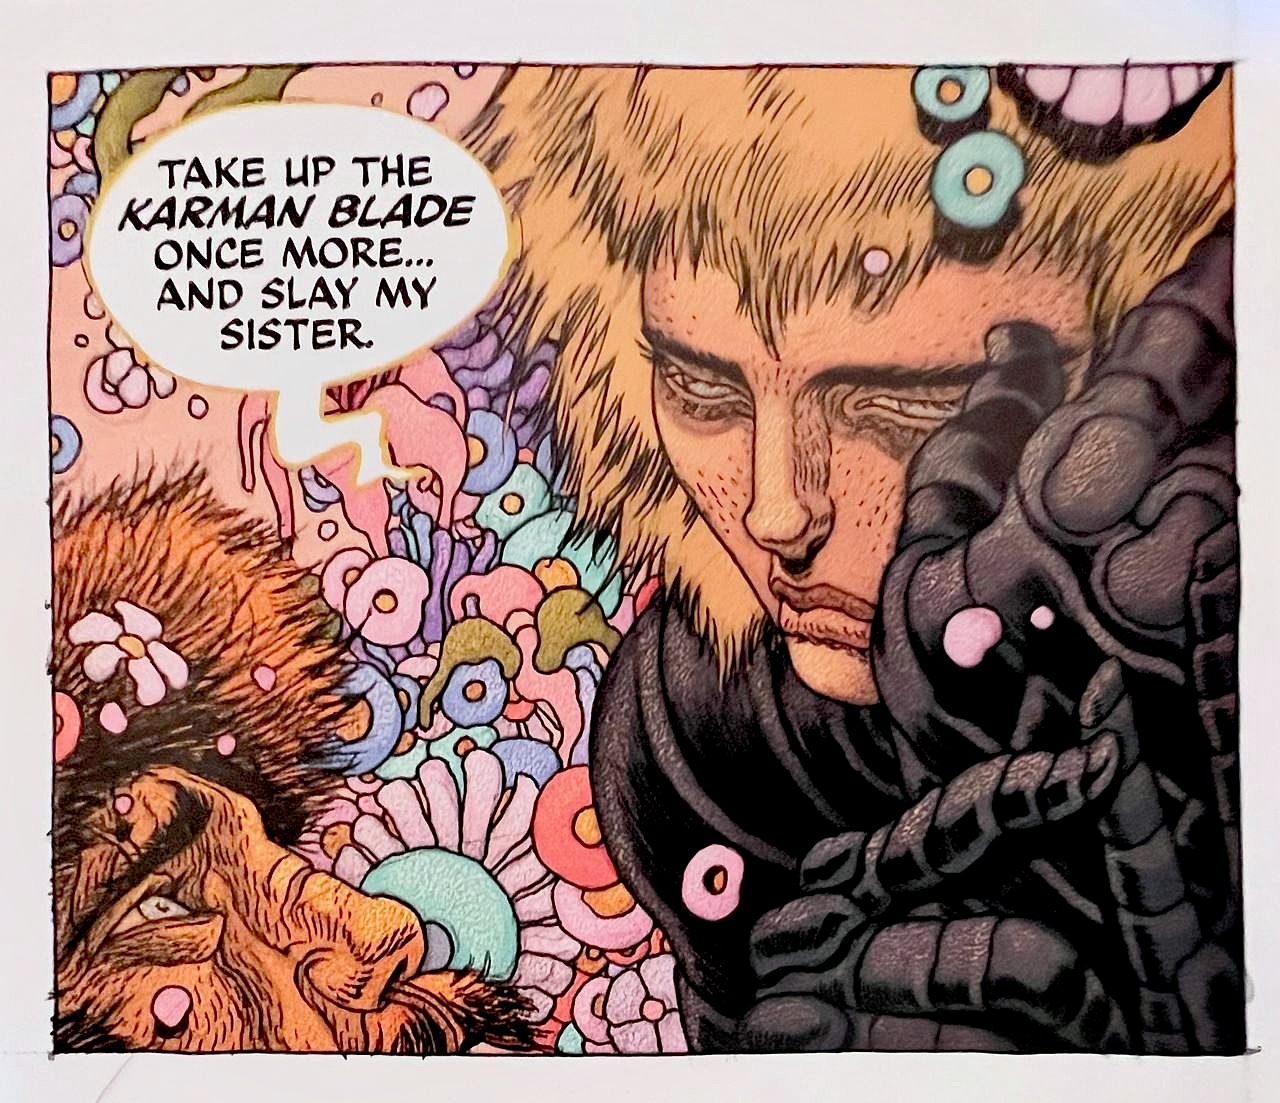 TAKE UP THE
KARMAN BLADE
ONCE MORE...
AND SLAY MY
SISTER.